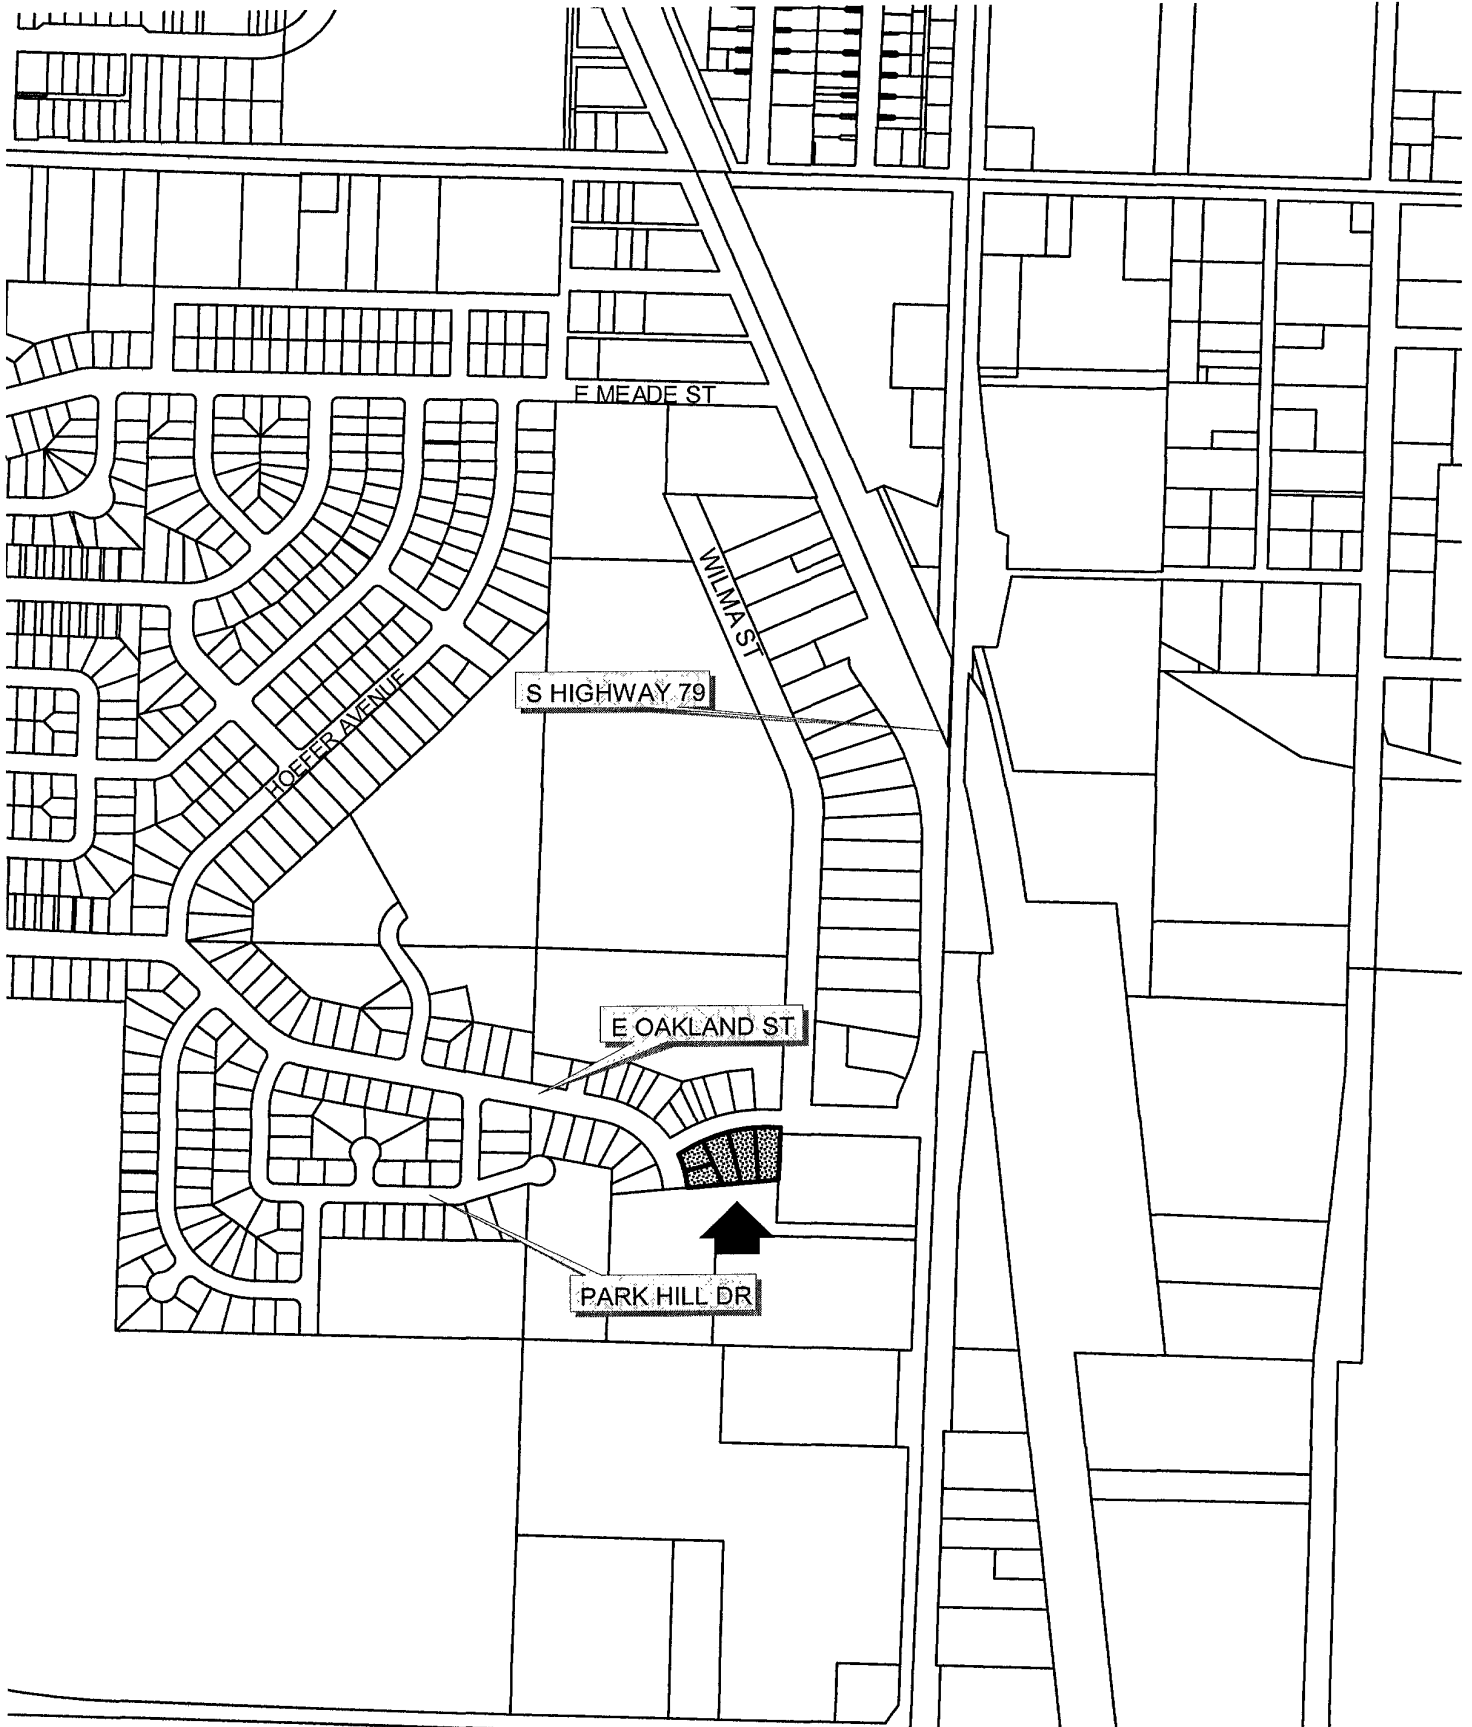 E MEADE ST
WILMA ST
S HIGHWAY 79
HOEFER AVENUE
E OAKLAND ST
PARK HILL DR